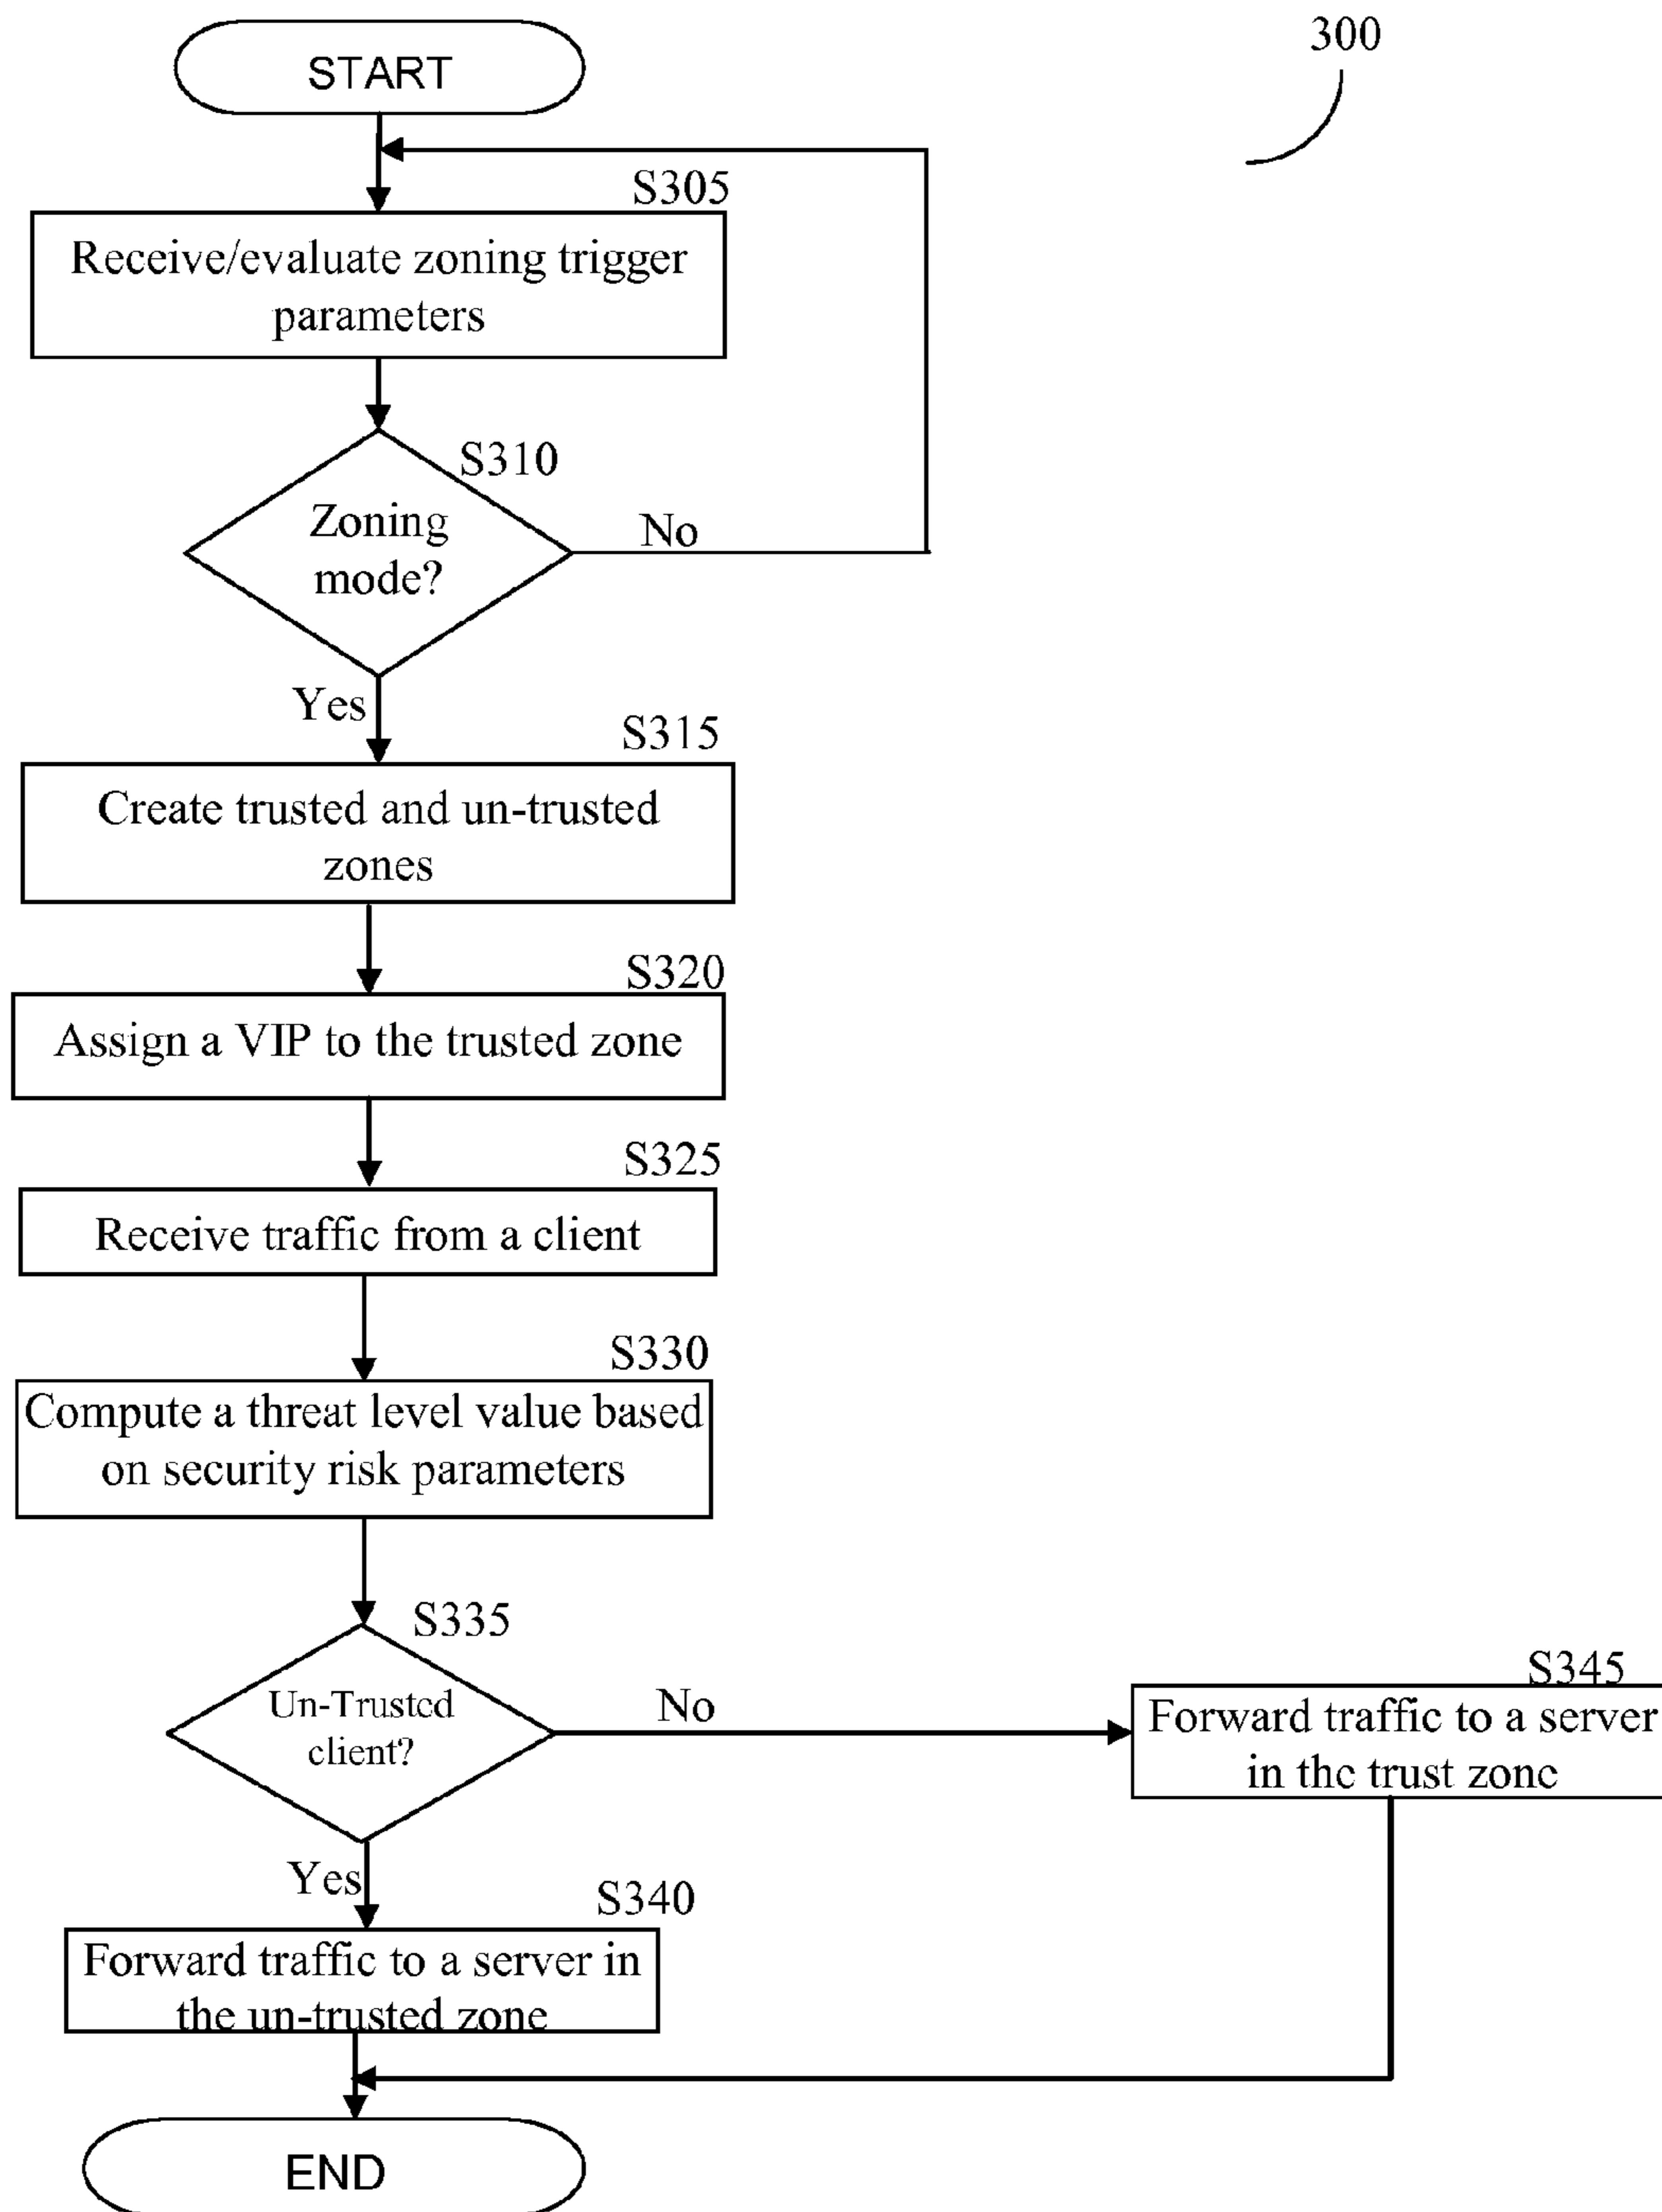 300
START
S305
Receive/evaluate zoning trigger
parameters
S310
Zoning
mode?
No
Yes
S315
Create trusted and un-trusted
zones
S320
Assign a VIP to the trusted zone
S325
Receive traffic from a client
S330
Compute a threat level value based
on security risk parameters
S335
Un-Trusted
client?
No
S345
Forward traffic to a server
in the trust zone
Yes
S340
Forward traffic to a server in
the un-trusted zone
END